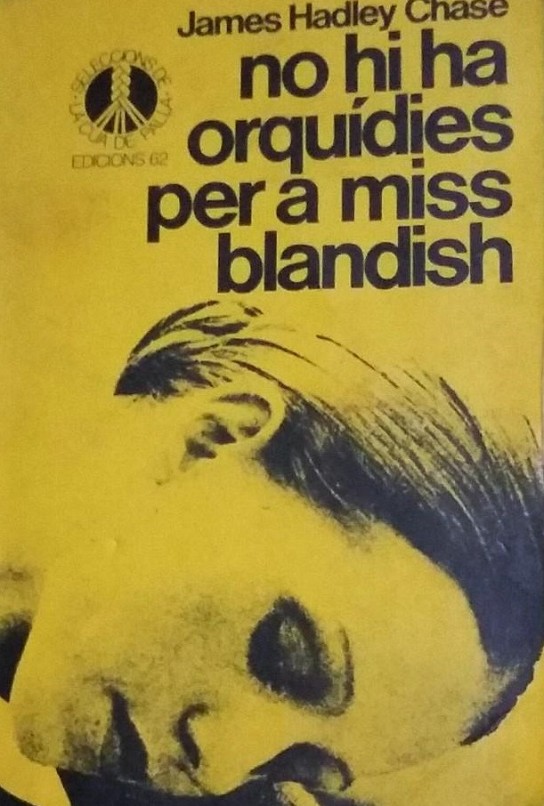 James Hadley Chase
no hi ha
orquídies
per a miss
blandish
SELECCIONS DE
LA CUA DE PALLA
EDICIONS 62